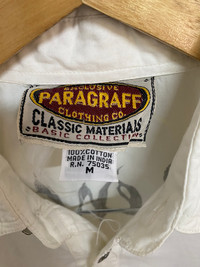 EXCLUSIVE
PARAGRAFF
CLOTHING CO.
CLASSIC MATERIALS
BASIC COLLECTION
100% COTTON
MADE IN INDIA
R.N. 75035
M